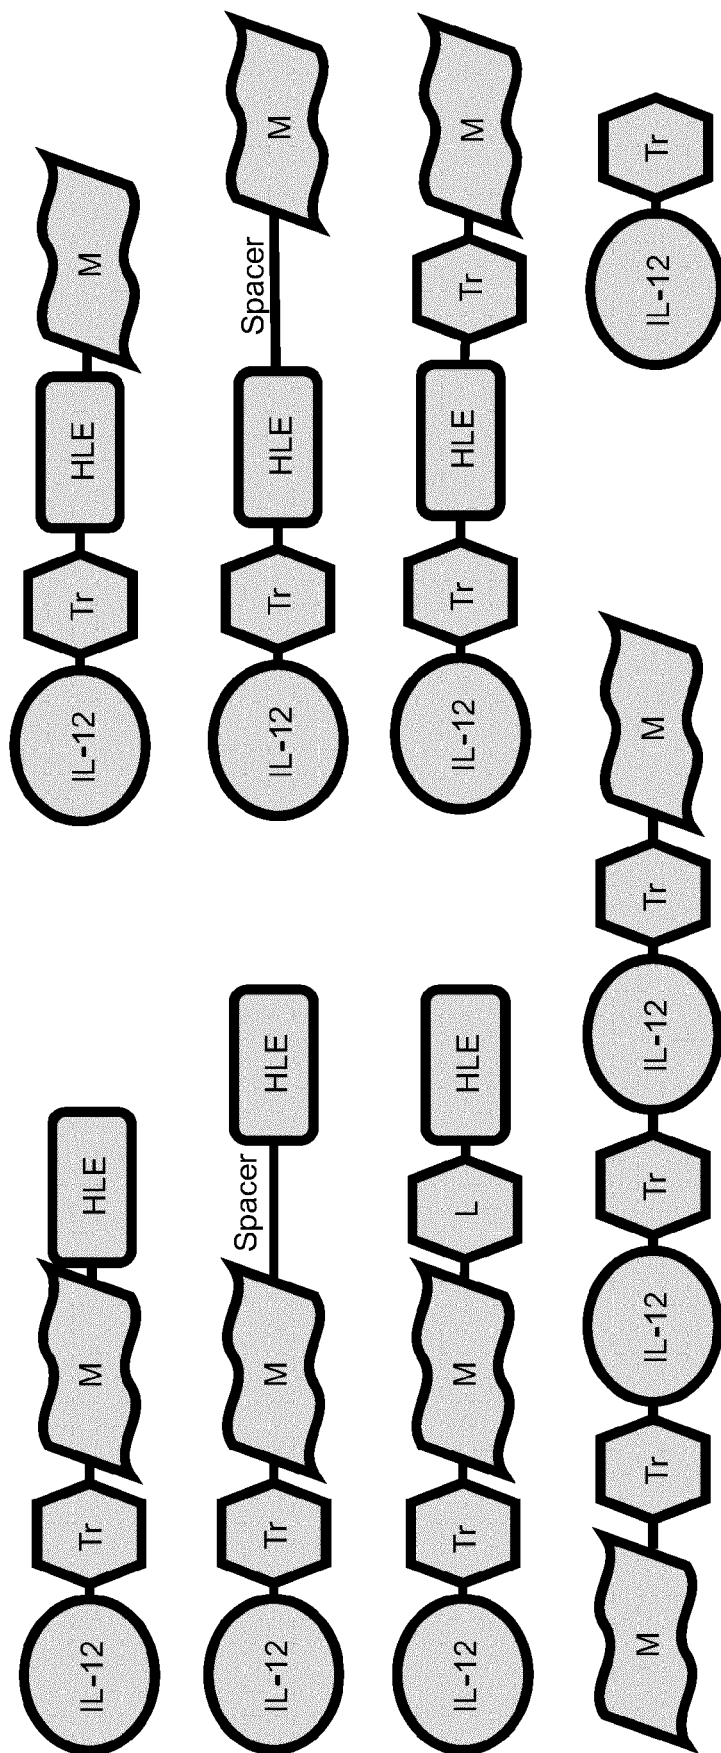 IL-12 Tr M HLE IL-12 Tr HLE M
IL-12 Tr M Spacer HLE IL-12 Tr HLE Spacer M
IL-12 Tr M L HLE IL-12 Tr HLE Tr M
M Tr IL-12 Tr IL-12 Tr M IL-12 Tr